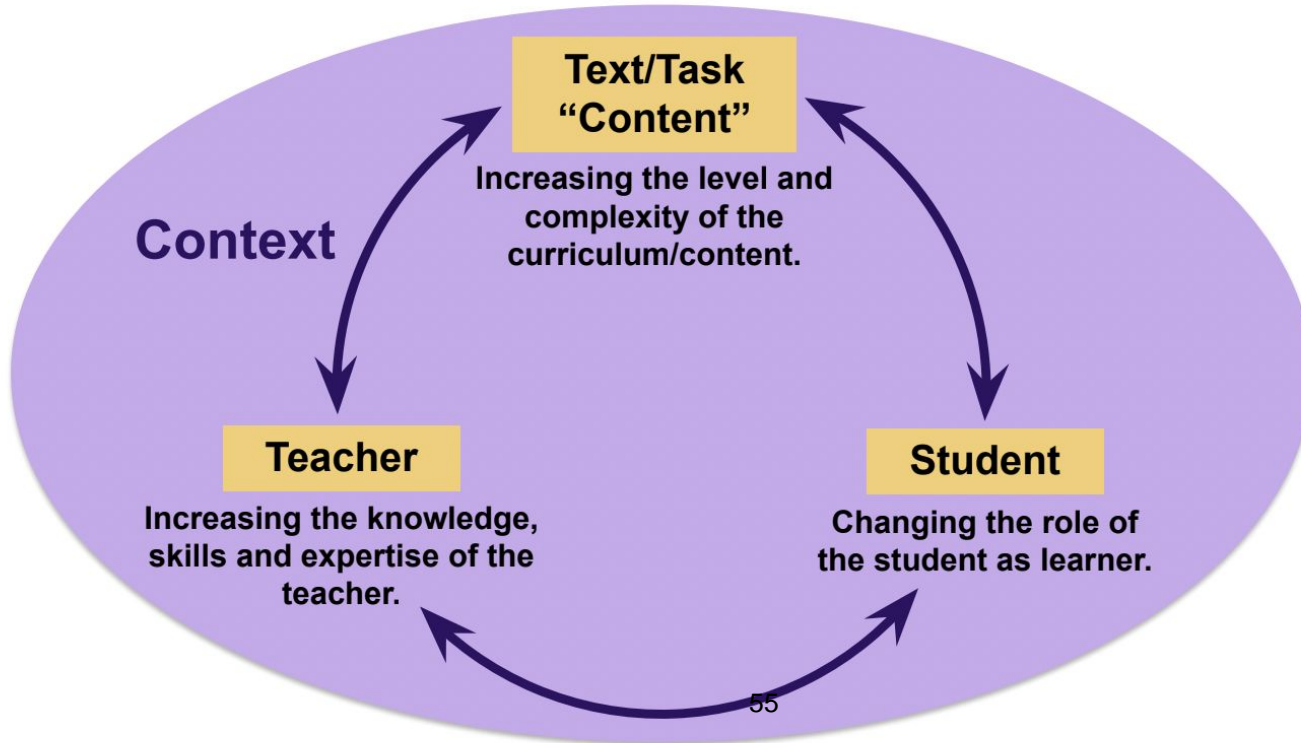 Text/Task
“Content”
Increasing the level and
complexity of the
curriculum/content.
Context
Teacher
Increasing the knowledge,
skills and expertise of the
teacher.
Student
Changing the role of
the student as learner.
55